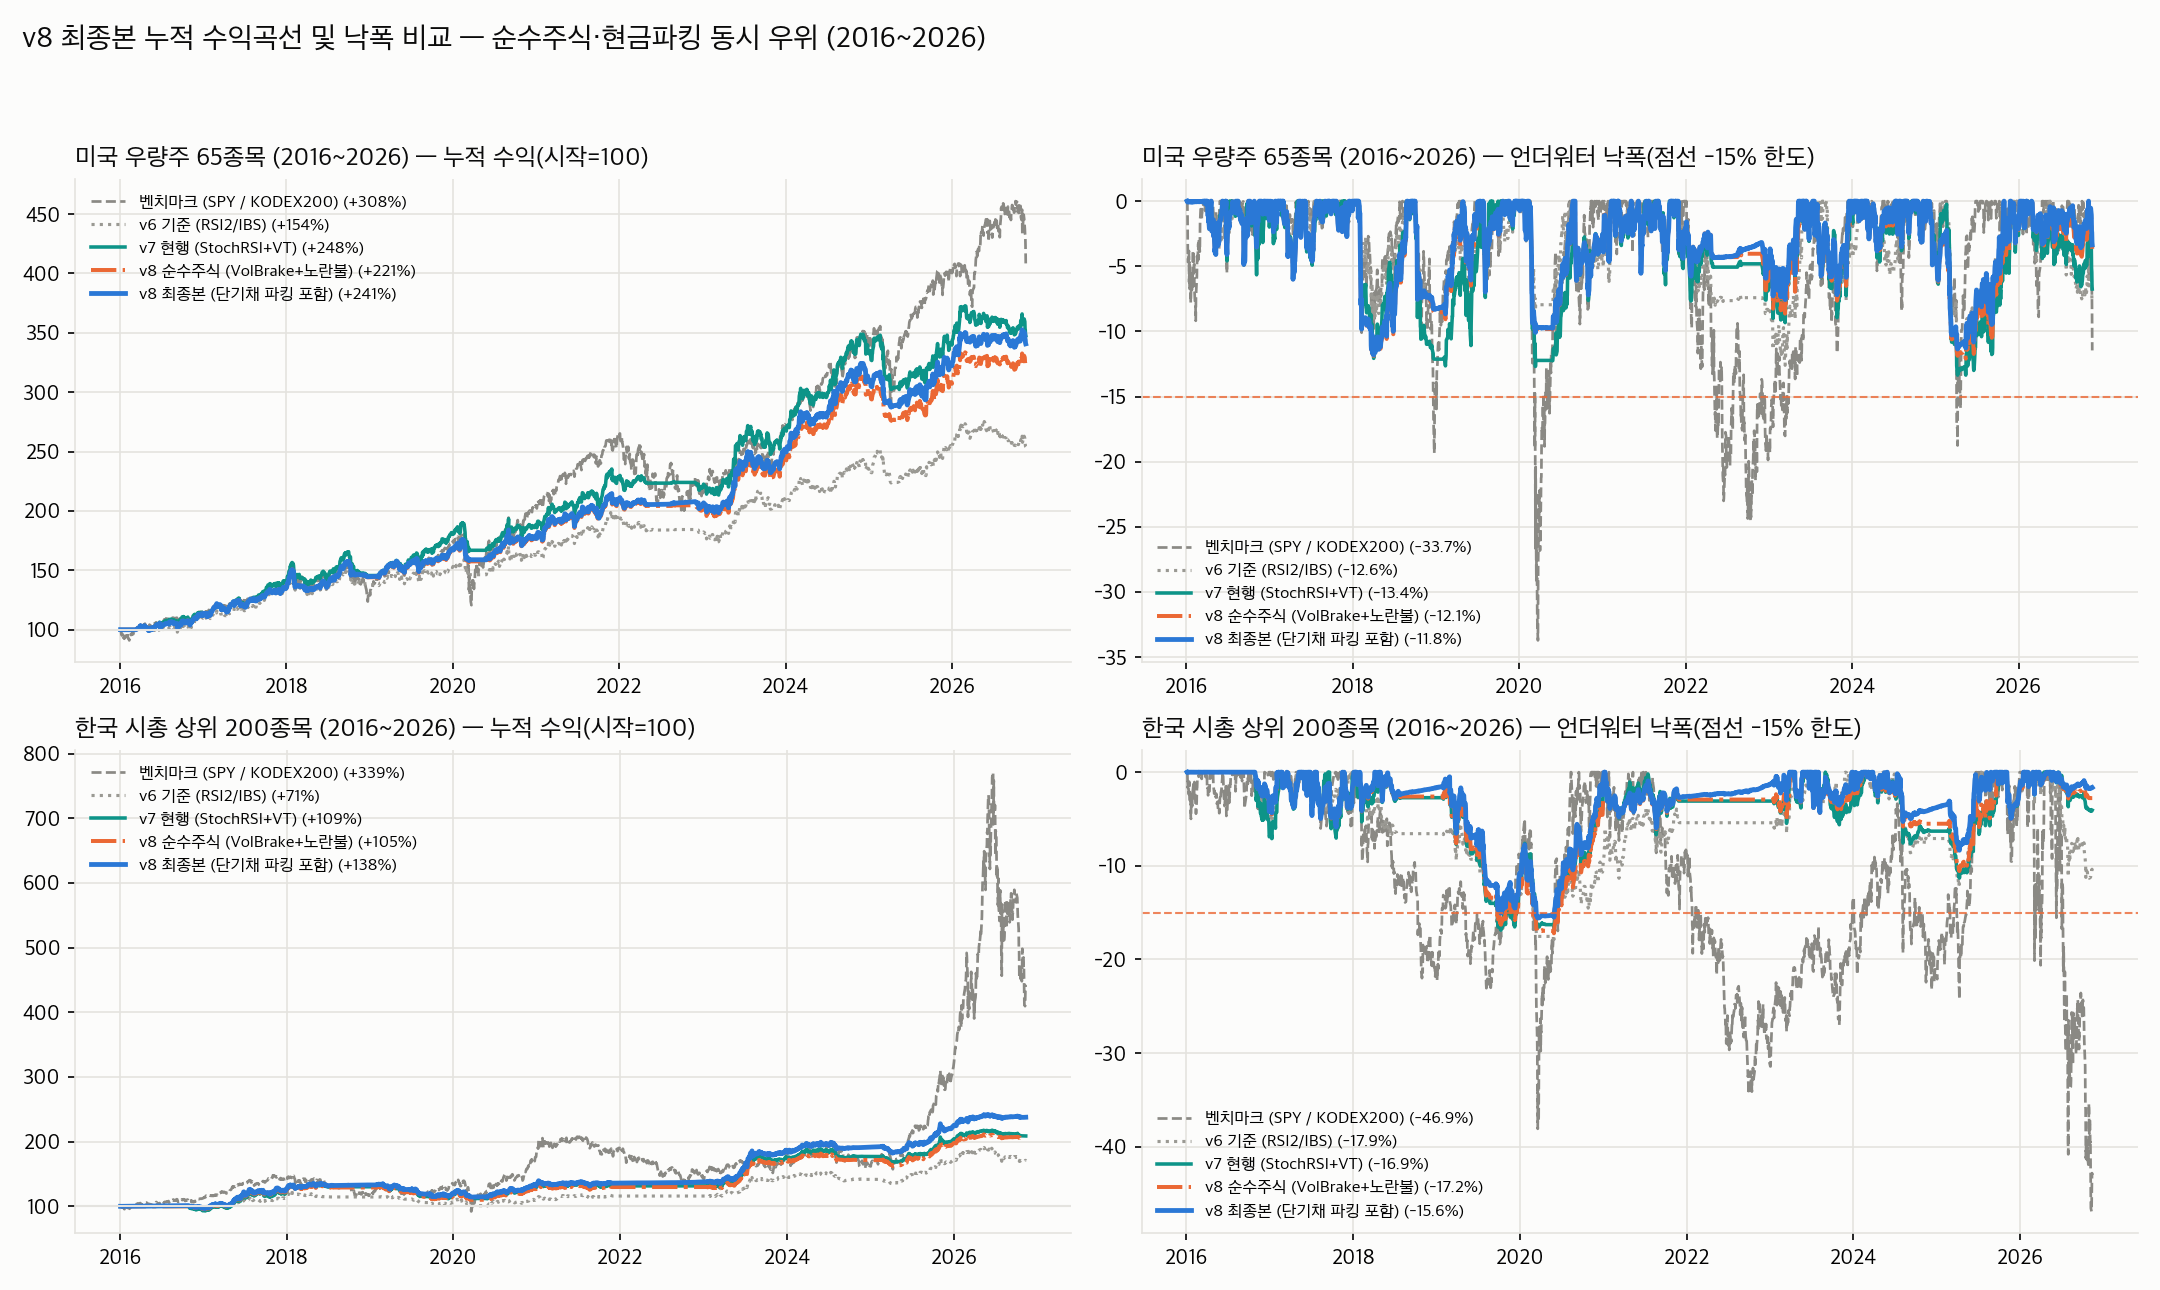 v8 최종본 누적 수익곡선 및 낙폭 비교 — 순수주식·현금파킹 동시 우위 (2016~2026)
미국 우량주 65종목 (2016~2026) — 누적 수익(시작=100)
벤치마크 (SPY / KODEX200) (+308%)
v6 기준 (RSI2/IBS) (+154%)
v7 현행 (StochRSI+VT) (+248%)
v8 순수주식 (VolBrake+노란불) (+221%)
v8 최종본 (단기채 파킹 포함) (+241%)
450
400
350
300
250
200
150
100
2016 2018 2020 2022 2024 2026
미국 우량주 65종목 (2016~2026) — 언더워터 낙폭(점선 -15% 한도)
0
-5
-10
-15
-20
-25
-30
-35
벤치마크 (SPY / KODEX200) (-33.7%)
v6 기준 (RSI2/IBS) (-12.6%)
v7 현행 (StochRSI+VT) (-13.4%)
v8 순수주식 (VolBrake+노란불) (-12.1%)
v8 최종본 (단기채 파킹 포함) (-11.8%)
2016 2018 2020 2022 2024 2026
한국 시총 상위 200종목 (2016~2026) — 누적 수익(시작=100)
벤치마크 (SPY / KODEX200) (+339%)
v6 기준 (RSI2/IBS) (+71%)
v7 현행 (StochRSI+VT) (+109%)
v8 순수주식 (VolBrake+노란불) (+105%)
v8 최종본 (단기채 파킹 포함) (+138%)
800
700
600
500
400
300
200
100
2016 2018 2020 2022 2024 2026
한국 시총 상위 200종목 (2016~2026) — 언더워터 낙폭(점선 -15% 한도)
0
-10
-20
-30
-40
벤치마크 (SPY / KODEX200) (-46.9%)
v6 기준 (RSI2/IBS) (-17.9%)
v7 현행 (StochRSI+VT) (-16.9%)
v8 순수주식 (VolBrake+노란불) (-17.2%)
v8 최종본 (단기채 파킹 포함) (-15.6%)
2016 2018 2020 2022 2024 2026